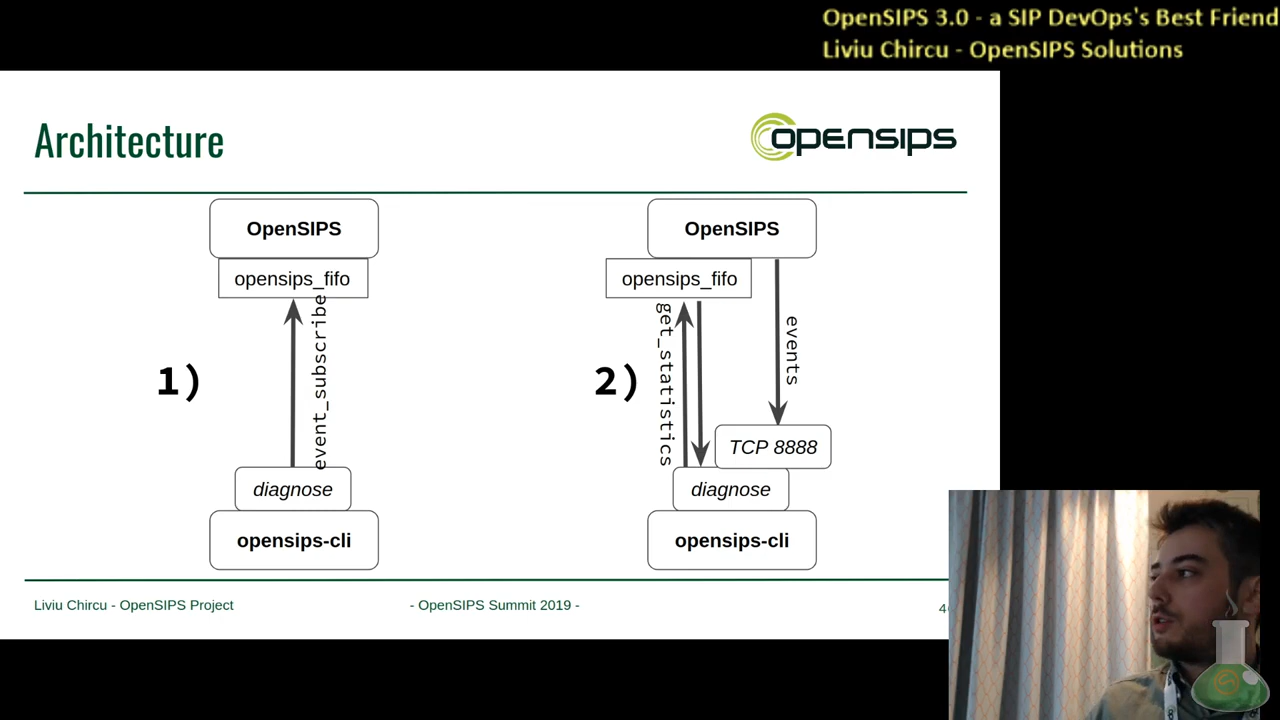 OpenSIPS 3.0 - a SIP DevOps's Best Friend
Liviu Chircu - OpenSIPS Solutions
Architecture
opensips
OpenSIPS
opensips_fifo
event_subscribe
1)
diagnose
opensips-cli
OpenSIPS
opensips_fifo
get_statistics
events
2)
TCP 8888
diagnose
opensips-cli
Liviu Chircu - OpenSIPS Project
- OpenSIPS Summit 2019 -